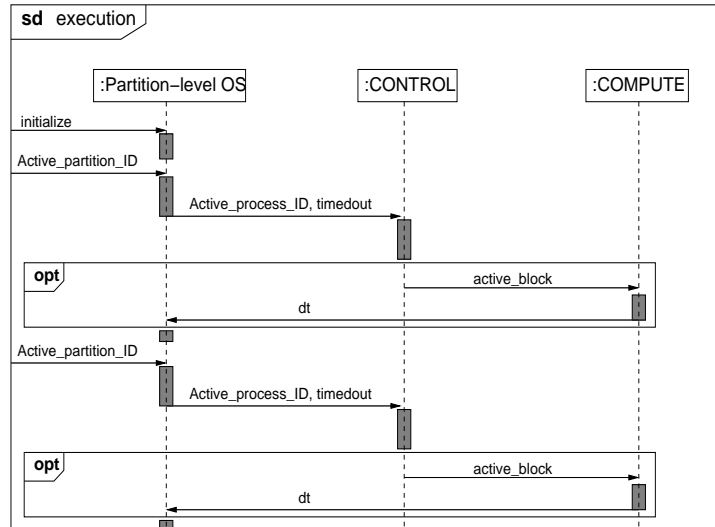 sd execution
:Partition–level OS
:CONTROL
:COMPUTE
initialize
Active_partition_ID
Active_process_ID, timedout
opt
active_block
dt
Active_partition_ID
Active_process_ID, timedout
opt
active_block
dt